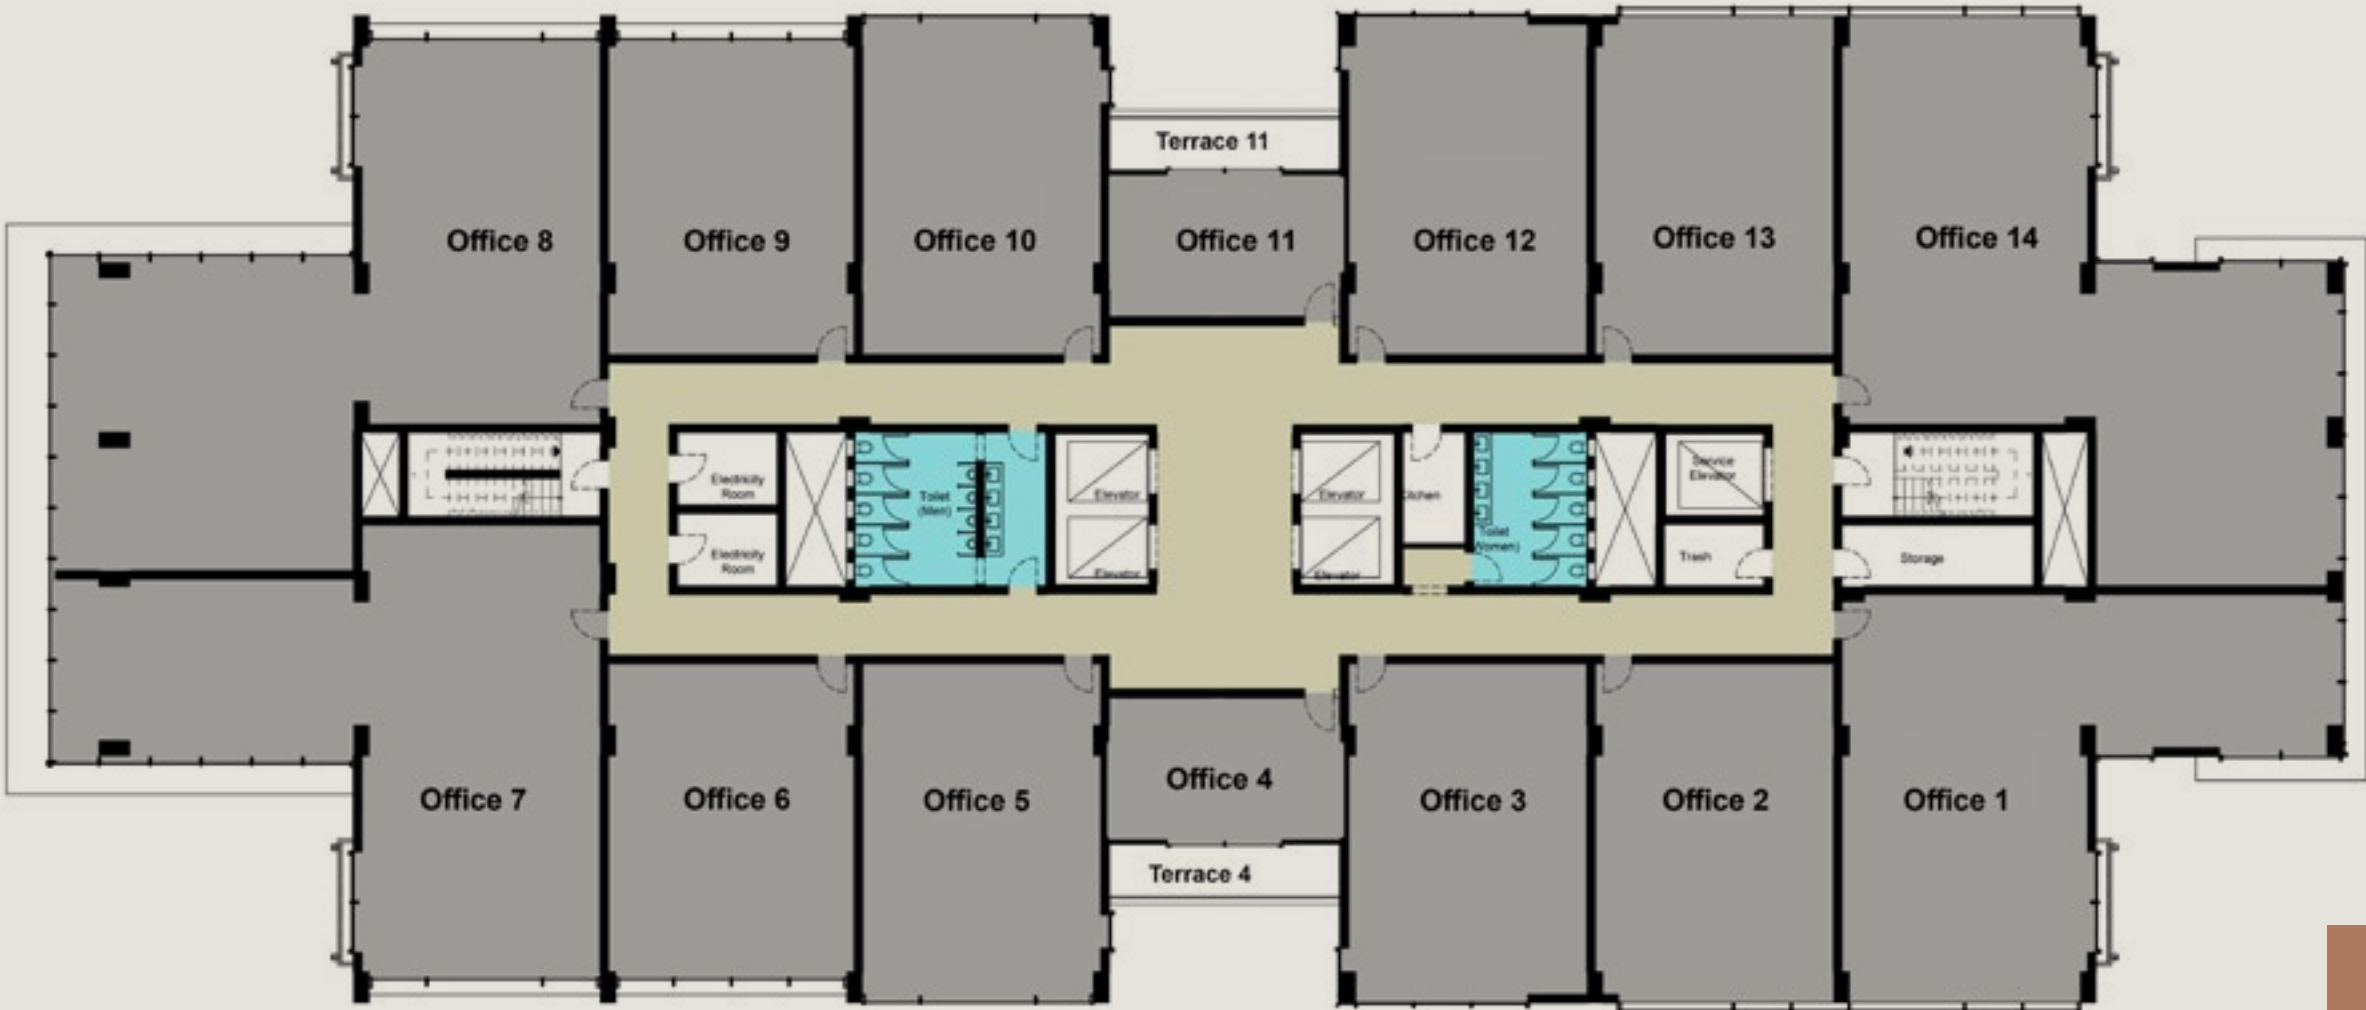 Terrace 11
Office 8
Office 9
Office 10
Office 11
Office 12
Office 13
Office 14
Electricity
Room
Toilet
(Men)
Elevator
Elevator
Service
Elevator
Electricity
Room
Elevator
Elevator
Toilet
Trash
Storage
Office 7
Office 6
Office 5
Office 4
Office 3
Office 2
Office 1
Terrace 4